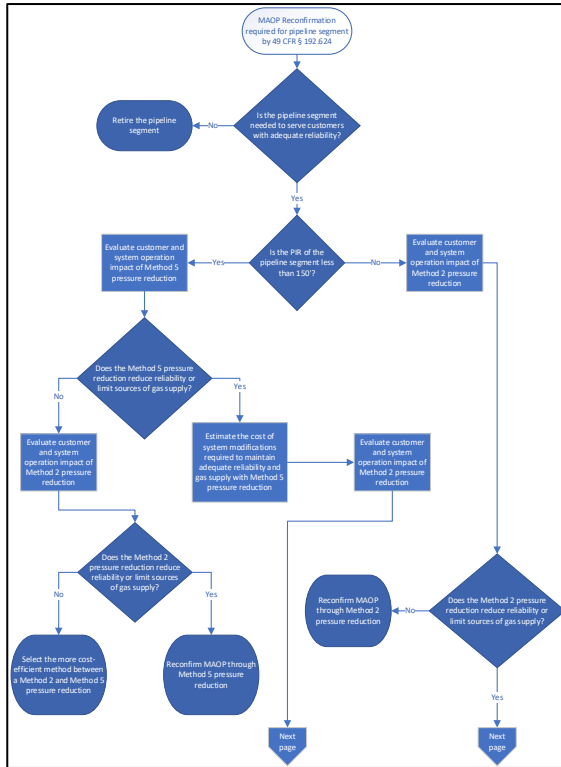 MAOP Reconfirmation
required for pipeline segment
by 49 CFR § 192.624
Is the pipeline segment
needed to serve customers
with adequate reliability?
No
Retire the pipeline
segment
Yes
Is the PIR of the
pipeline segment less
than 150'?
Yes
No
Evaluate customer and
system operation
impact of Method 5
pressure reduction
Evaluate customer and
system operation
impact of Method 2
pressure reduction
Does the Method 5 pressure
reduction reduce reliability or
limit sources of gas supply?
No
Yes
Evaluate customer
and system
operation impact of
Method 2 pressure
reduction
Estimate the cost of
system modifications
required to maintain
adequate reliability and
gas supply with Method 5
pressure reduction
Evaluate customer
and system
operation impact of
Method 2 pressure
reduction
Does the Method 2
pressure reduction reduce
reliability or limit sources
of gas supply?
No
Yes
Select the more cost-
efficient method between
a Method 2 and Method 5
pressure reduction
Reconfirm MAOP through
Method 5 pressure
reduction
Does the Method 2 pressure
reduction reduce reliability or
limit sources of gas supply?
No
Reconfirm MAOP
through Method 2
pressure reduction
Yes
Next
page
Next
page